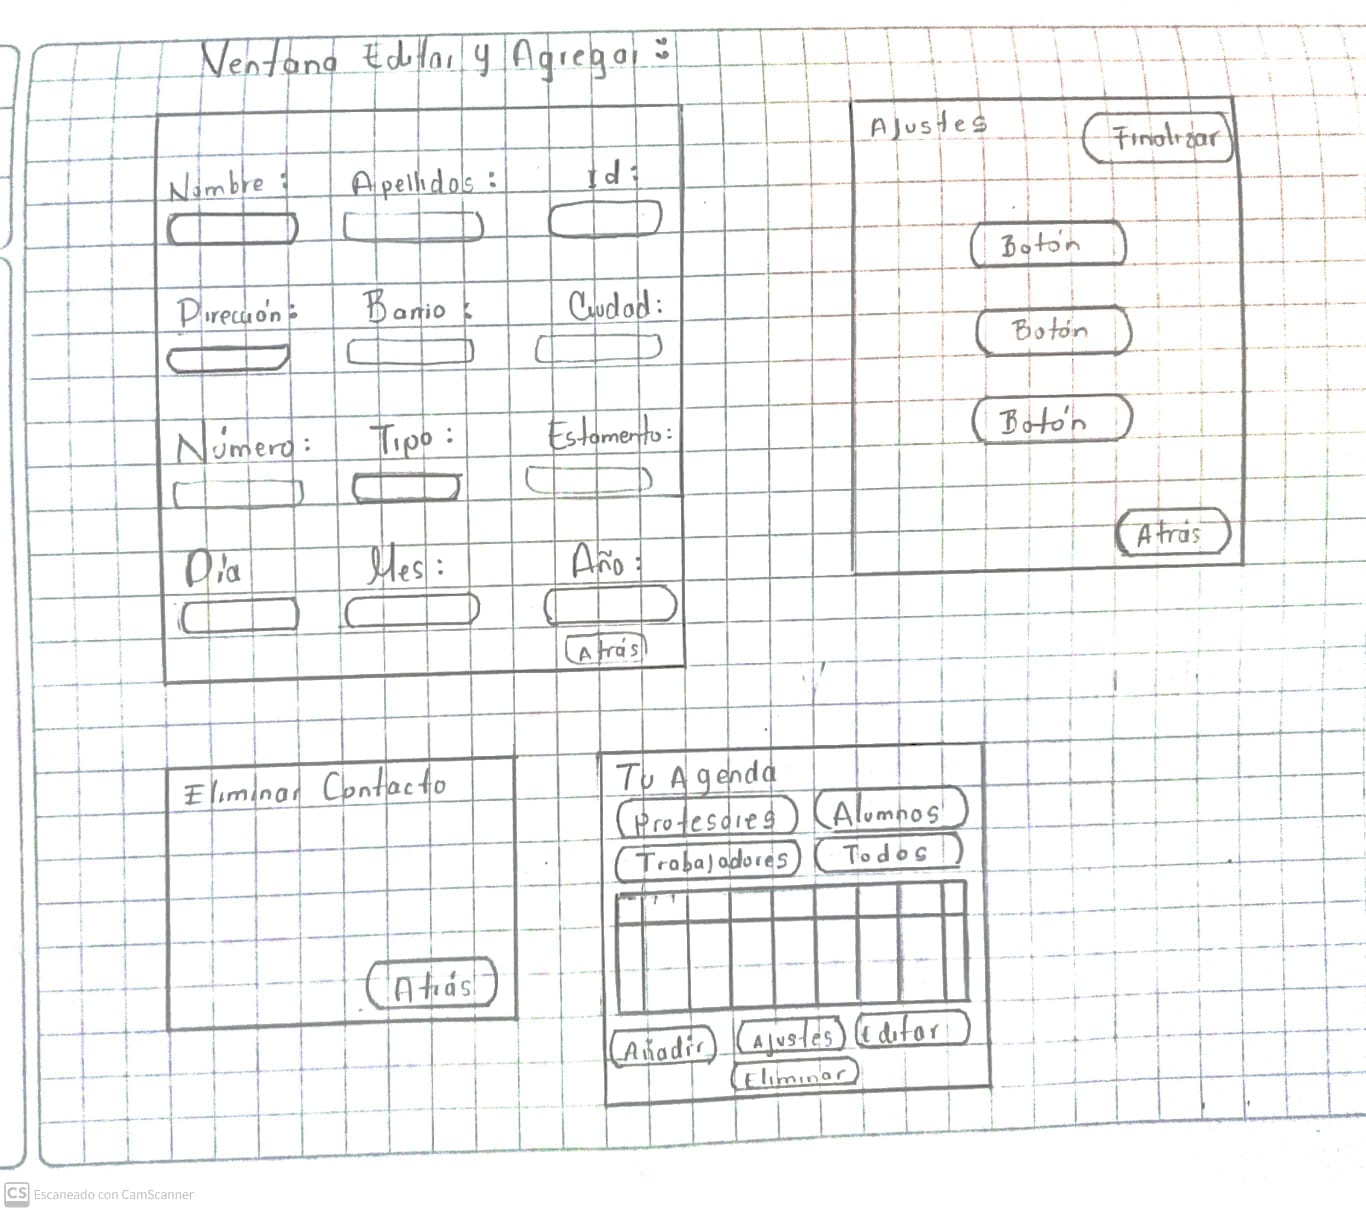 Ventana Editar y Agregar :
Nombre :
Apellidos :
Id :
Dirección :
Barrio :
Ciudad :
Número :
Tipo :
Estamento :
Día
Mes :
Año :
Atrás
Ajustes
Finalizar
Botón
Botón
Botón
Atrás
Eliminar Contacto
Atrás
Tu Agenda
Profesores
Alumnos
Trabajadores
Todos
Añadir
Ajustes
Editar
Eliminar
CS Escaneado con CamScanner